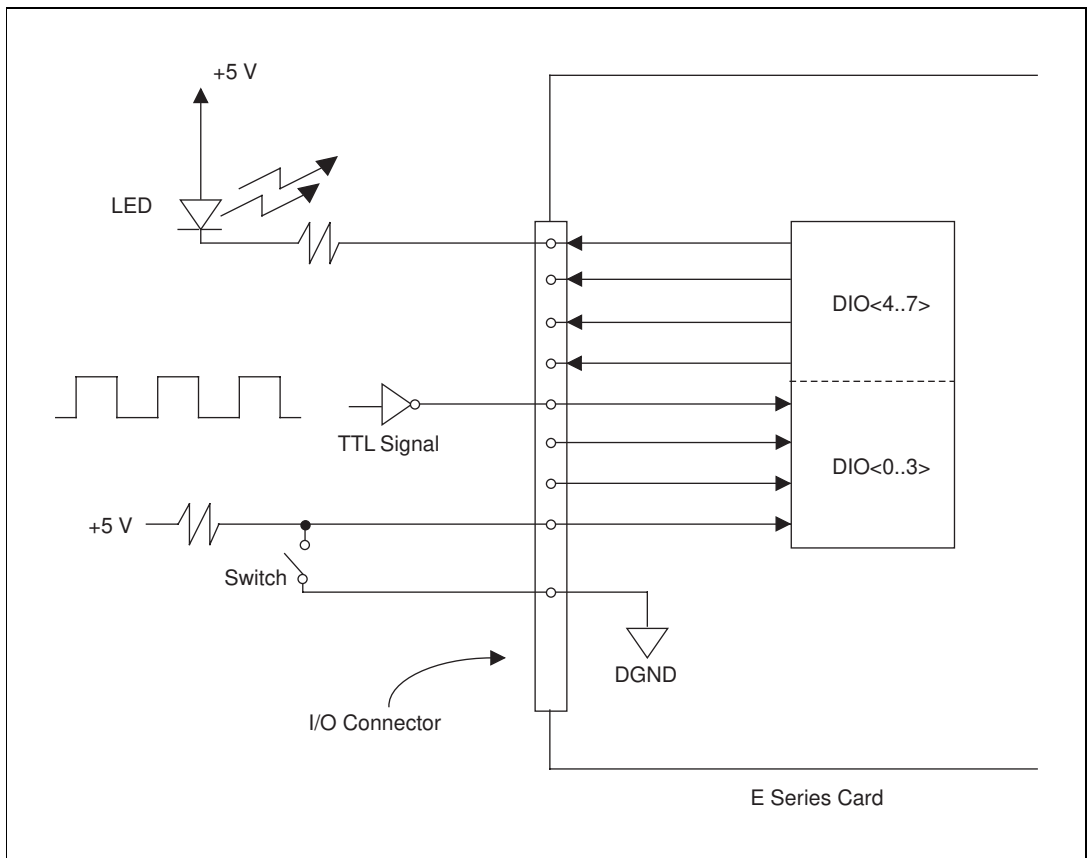 +5 V
LED
DIO<4..7>
TTL Signal
DIO<0..3>
+5 V
Switch
DGND
I/O Connector
E Series Card